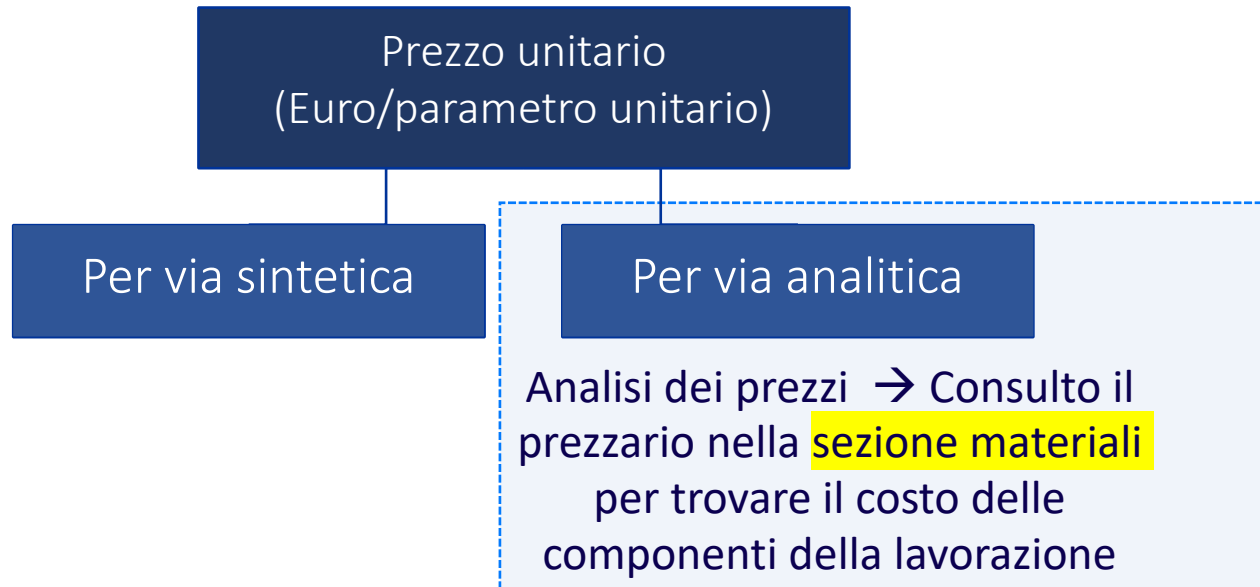 Prezzo unitario
(Euro/parametro unitario)
Per via sintetica
Per via analitica
Analisi dei prezzi → Consulto il
prezzario nella sezione materiali
per trovare il costo delle
componenti della lavorazione